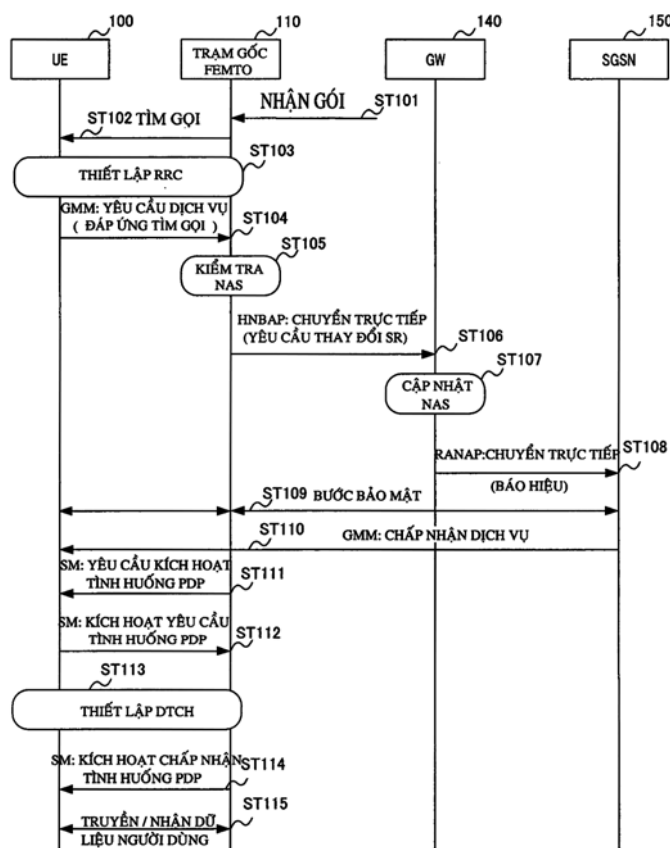 100
110
140
150
UE
TRẠM GỐC
FEMTO
GW
SGSN
NHẬN GÓI
ST101
ST102 TÌM GỌI
THIẾT LẬP RRC
ST103
GMM: YÊU CẦU DỊCH VỤ
( ĐÁP ỨNG TÌM GỌI )
ST104
ST105
KIỂM TRA
NAS
HNBAP: CHUYỂN TRỰC TIẾP
(YÊU CẦU THAY ĐỔI SR)
ST106
ST107
CẬP NHẬT
NAS
RANAP:CHUYỂN TRỰC TIẾP
ST108
(BÁO HIỆU)
ST109 BƯỚC BẢO MẬT
ST110
GMM: CHẤP NHẬN DỊCH VỤ
SM: YÊU CẦU KÍCH HOẠT
TÌNH HUỐNG PDP
ST111
SM: KÍCH HOẠT YÊU CẦU
TÌNH HUỐNG PDP
ST112
ST113
THIẾT LẬP DTCH
SM: KÍCH HOẠT CHẤP NHẬN
TÌNH HUỐNG PDP
ST114
ST115
TRUYỀN / NHẬN DỮ
LIỆU NGƯỜI DÙNG